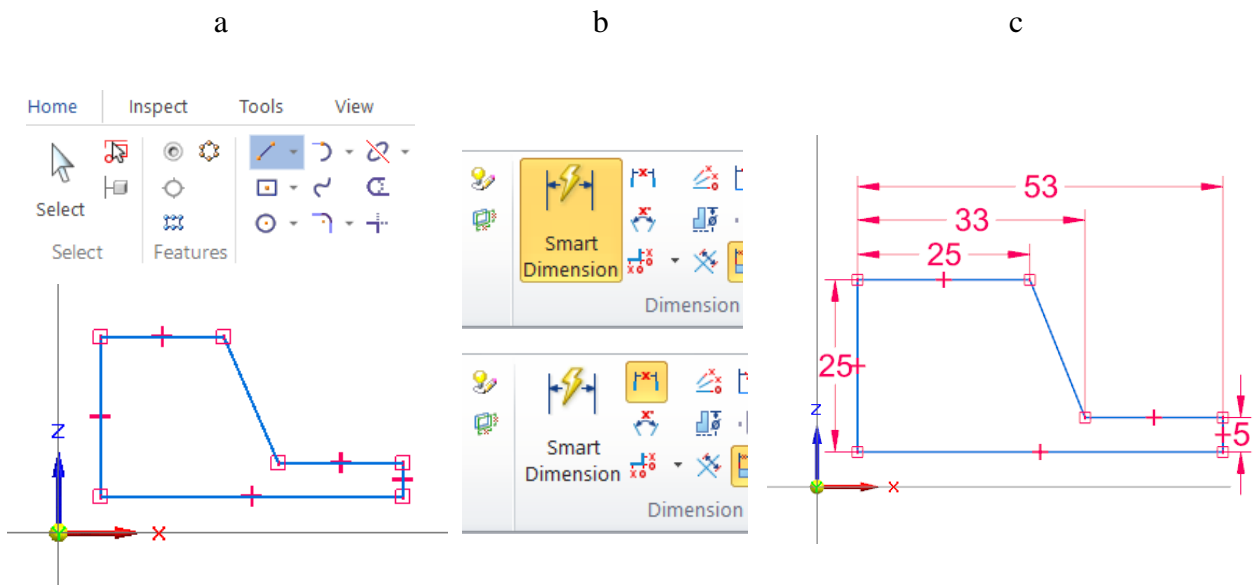 a b c
Home Inspect Tools View
Select
Select Features
Z
X
Smart
Dimension
Dimension
Smart
Dimension
Dimension
53
33
25
25
5
Z
X